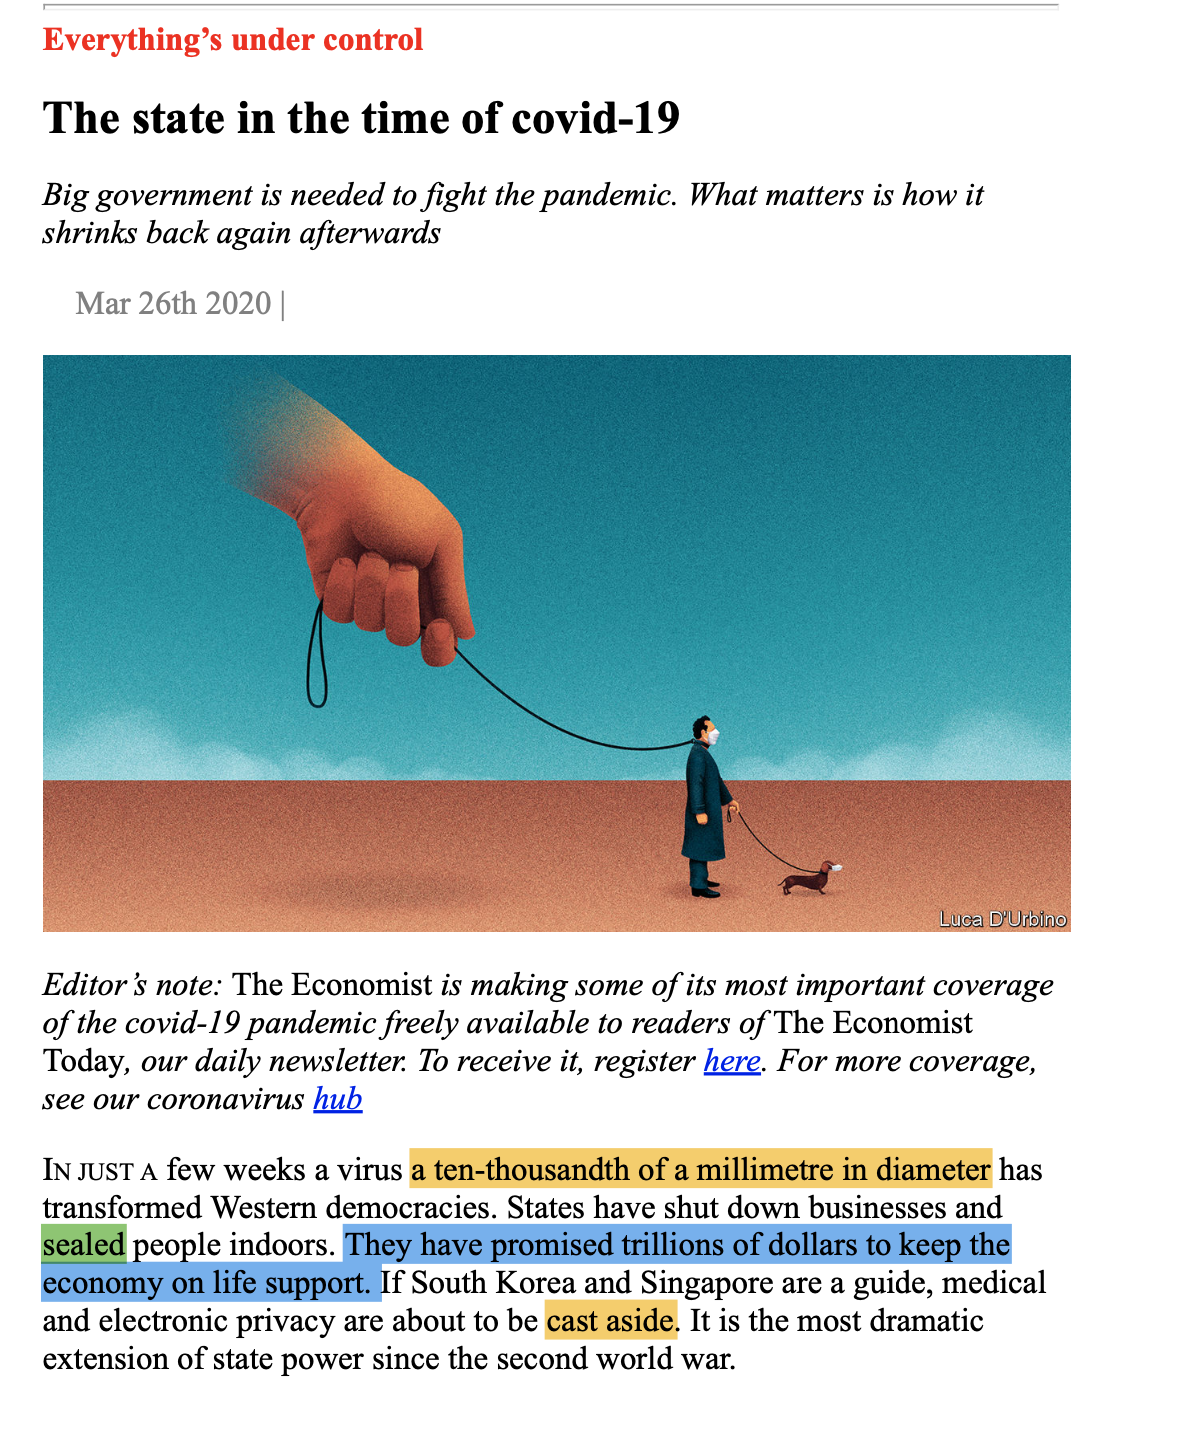 Everything’s under control
The state in the time of covid-19
Big government is needed to fight the pandemic. What matters is how it
shrinks back again afterwards
Mar 26th 2020 |
Luca D'Urbino
Editor’s note: The Economist is making some of its most important coverage
of the covid-19 pandemic freely available to readers of The Economist
Today, our daily newsletter. To receive it, register here. For more coverage,
see our coronavirus hub
IN JUST A few weeks a virus a ten-thousandth of a millimetre in diameter has
transformed Western democracies. States have shut down businesses and
sealed people indoors. They have promised trillions of dollars to keep the
economy on life support. If South Korea and Singapore are a guide, medical
and electronic privacy are about to be cast aside. It is the most dramatic
extension of state power since the second world war.